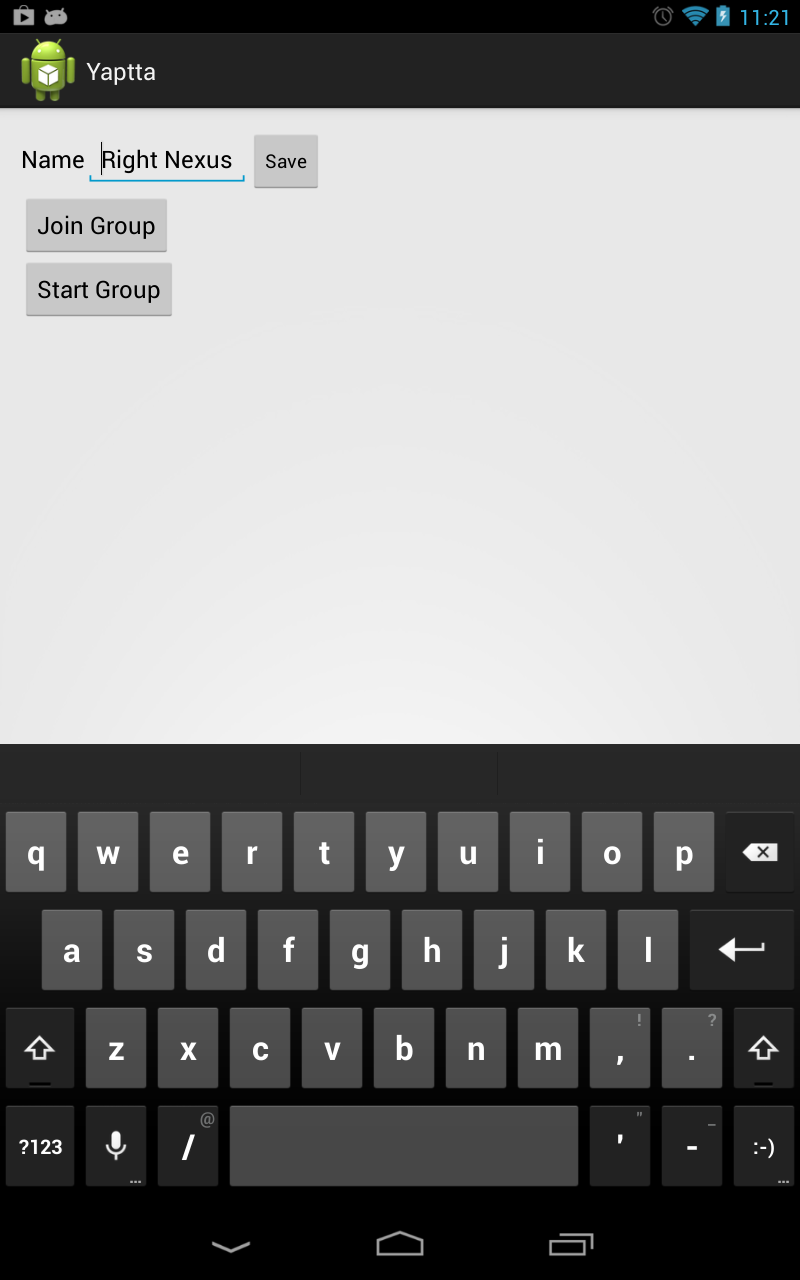 11:21
Yaptta
Name Right Nexus Save
Join Group
Start Group
q w e r t y u i o p
a s d f g h j k l
! ?
z x c v b n m , .
@ " _
?123 / ' - :-)
... ...